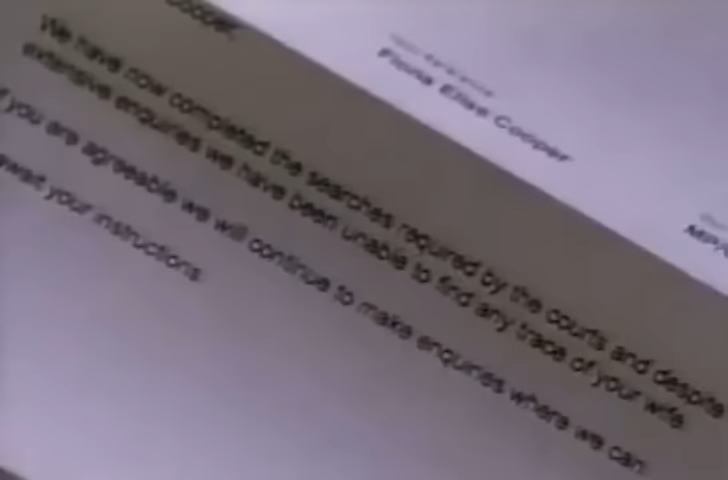 Fiona Elise Cooper
MP/
Cooper,
We have now completed the searches required by the courts and despite
extensive enquiries we have been unable to find any trace of your wife.
you are agreeable we will continue to make enquiries where we can
await your instructions.